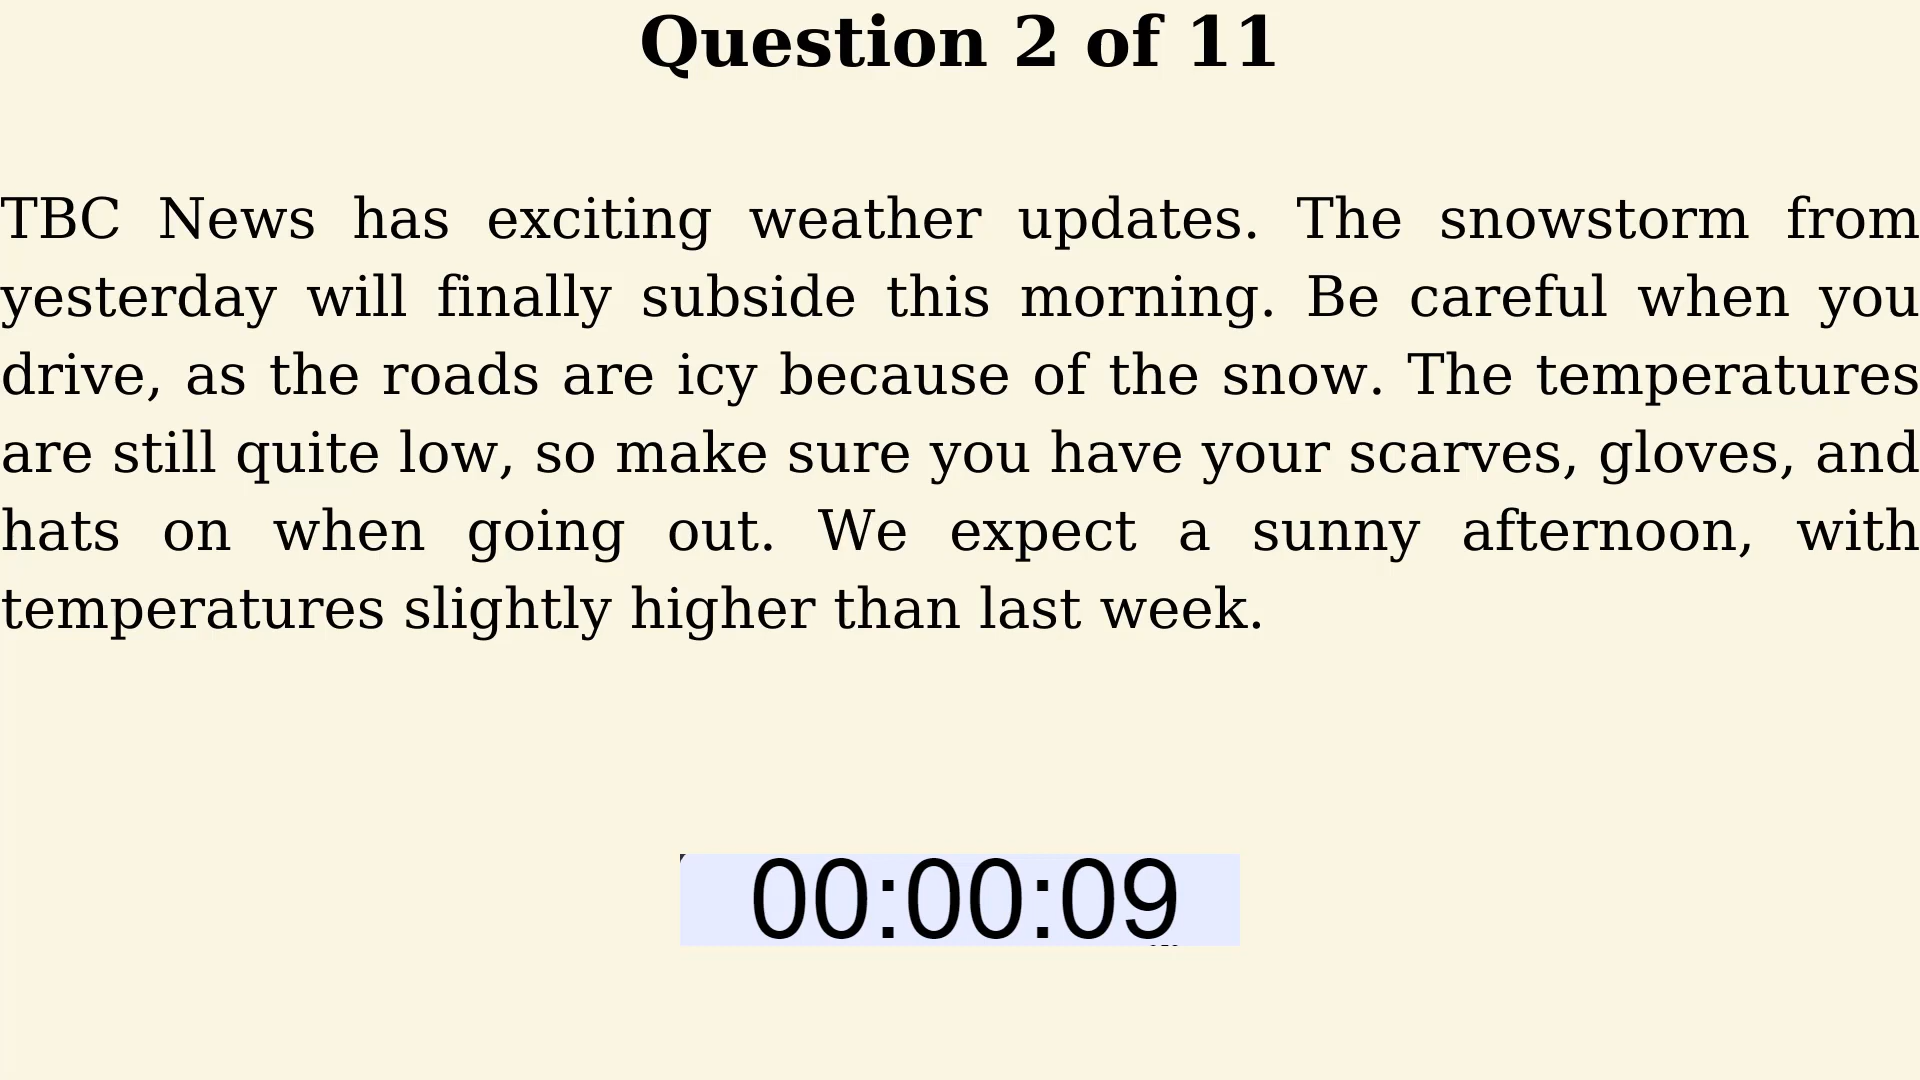 Question 2 of 11
TBC News has exciting weather updates. The snowstorm from
yesterday will finally subside this morning. Be careful when you
drive, as the roads are icy because of the snow. The temperatures
are still quite low, so make sure you have your scarves, gloves, and
hats on when going out. We expect a sunny afternoon, with
temperatures slightly higher than last week.
00:00:09